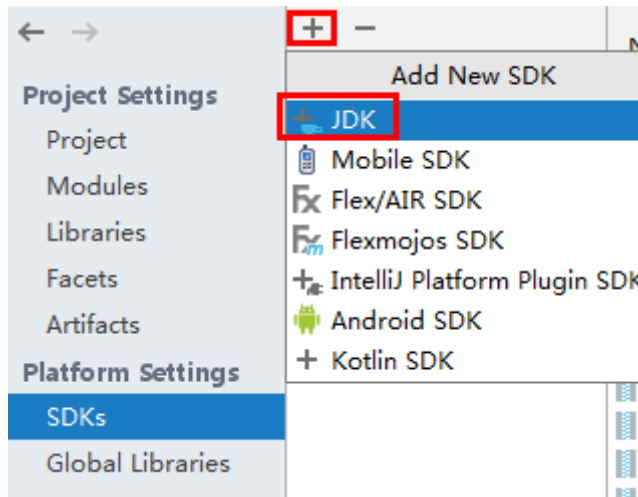 Project Settings
Project
Modules
Libraries
Facets
Artifacts
Platform Settings
SDKs
Global Libraries
Add New SDK
JDK
Mobile SDK
Flex/AIR SDK
Flexmojos SDK
IntelliJ Platform Plugin SDK
Android SDK
Kotlin SDK